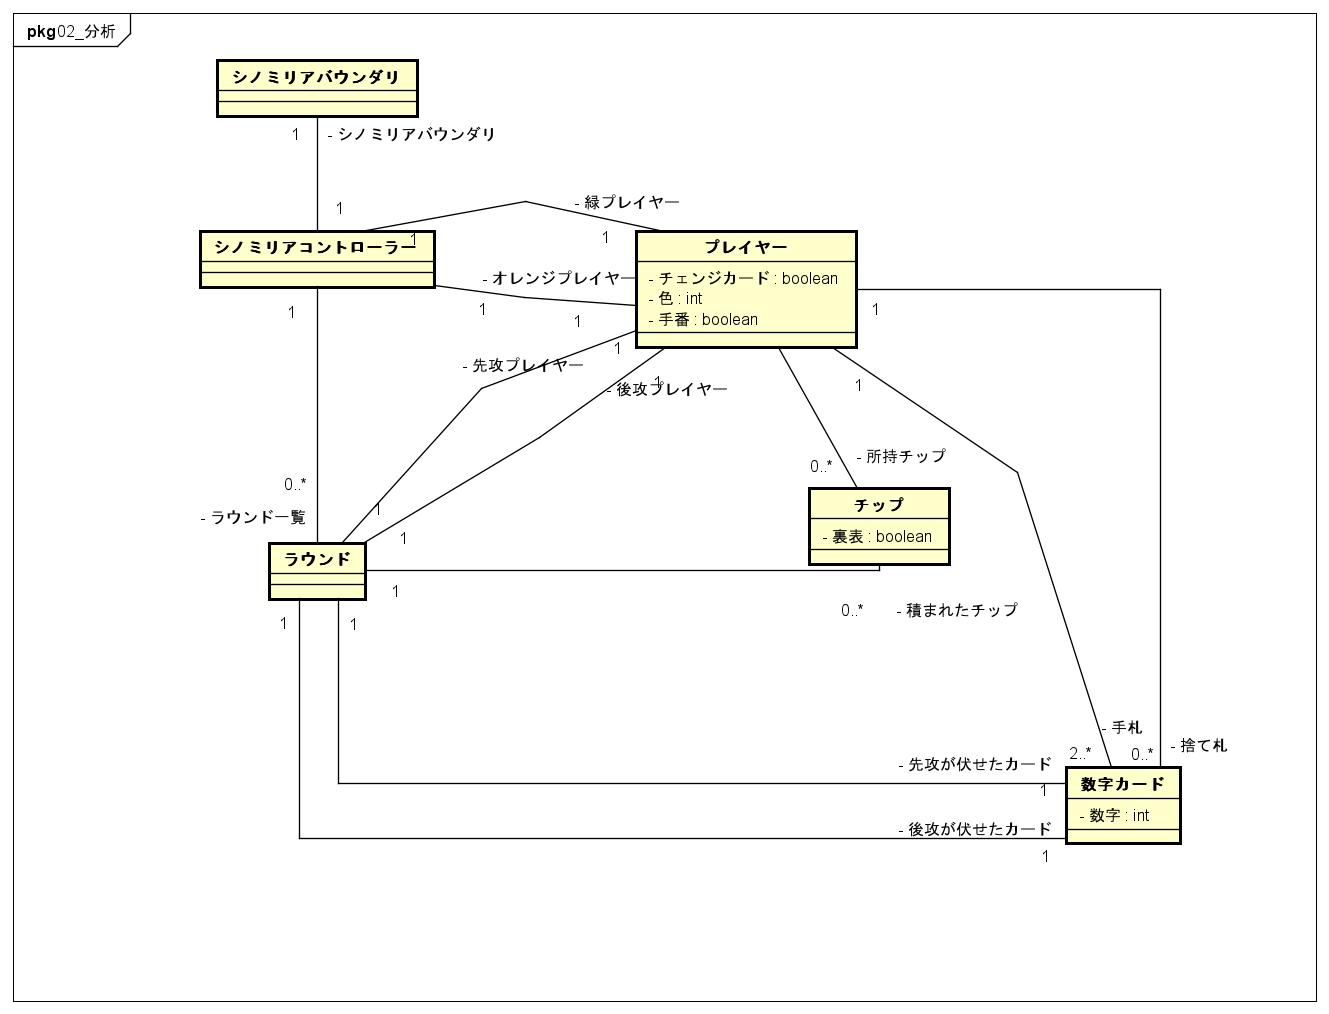 pkg02_分析
シノミリアバウンダリ
1
- シノミリアバウンダリ
1
- 緑プレイヤー
シノミリアコントローラー
1
1
プレイヤー
- オレンジプレイヤー
- チェンジカード : boolean
- 色 : int
- 手番 : boolean
1
1
1
1
1
- 先攻プレイヤー
1
- 後攻プレイヤー
1
1
0..*
- 所持チップ
0..*
- ラウンド一覧
1
1
チップ
- 裏表 : boolean
ラウンド
1
0..*
- 積まれたチップ
1
1
- 手札
2..*
0..*
- 捨て札
- 先攻が伏せたカード
1
数字カード
- 数字 : int
- 後攻が伏せたカード
1